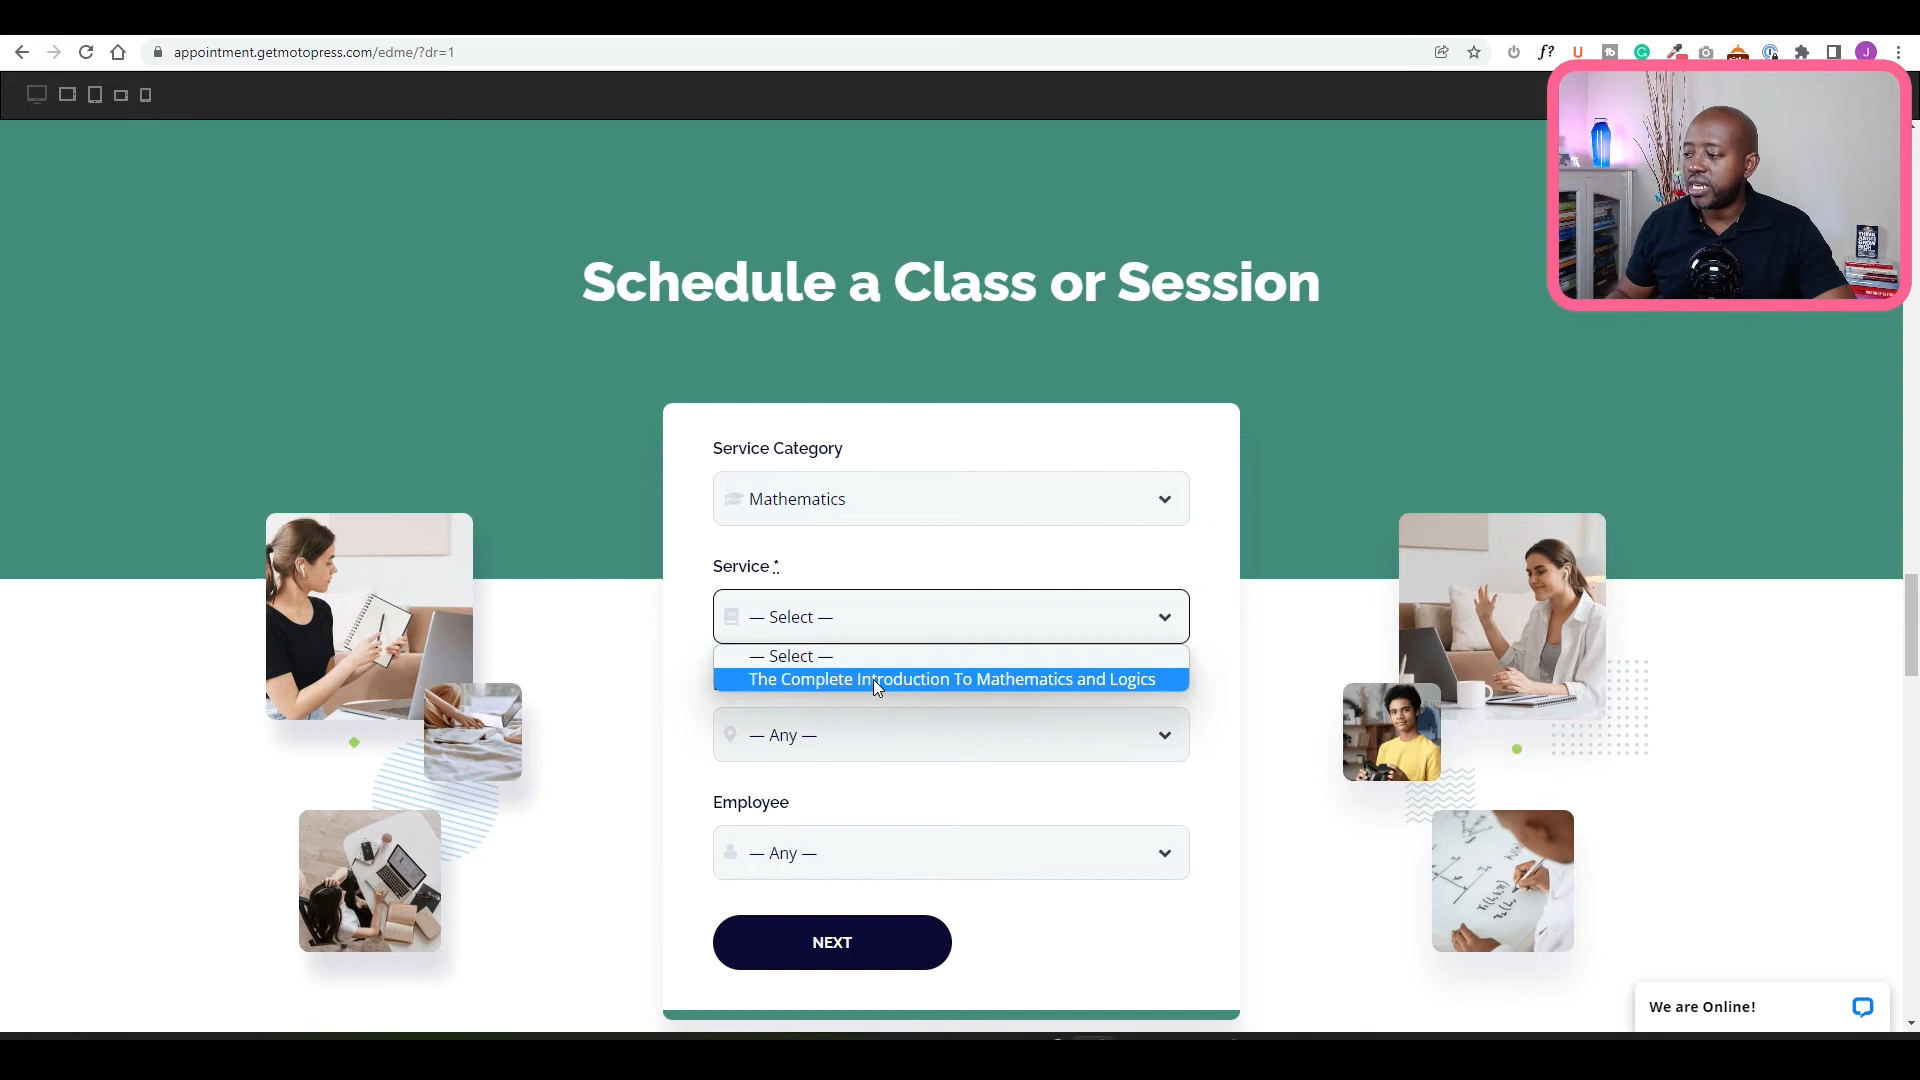 appointment.getmotopress.com/edme/?dr=1
f?
U
J
Schedule a Class or Session
Service Category
Mathematics
Service *
— Select —
— Select —
The Complete Introduction To Mathematics and Logics
— Any —
Employee
— Any —
NEXT
We are Online!